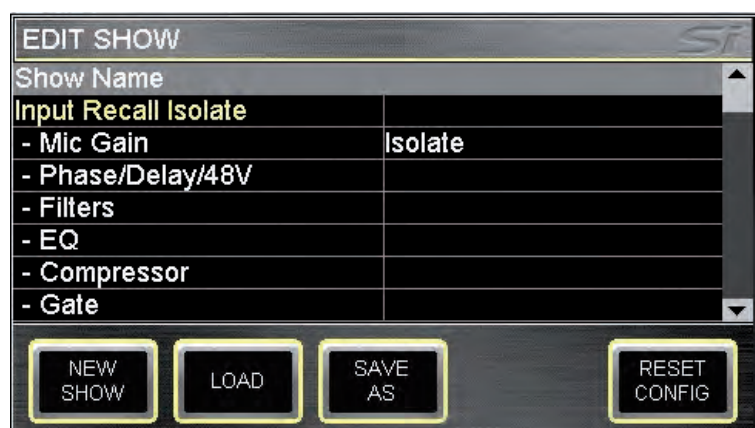 EDIT SHOW
Si
Show Name
Input Recall Isolate
- Mic Gain Isolate
- Phase/Delay/48V
- Filters
- EQ
- Compressor
- Gate
NEW
SHOW
LOAD
SAVE
AS
RESET
CONFIG